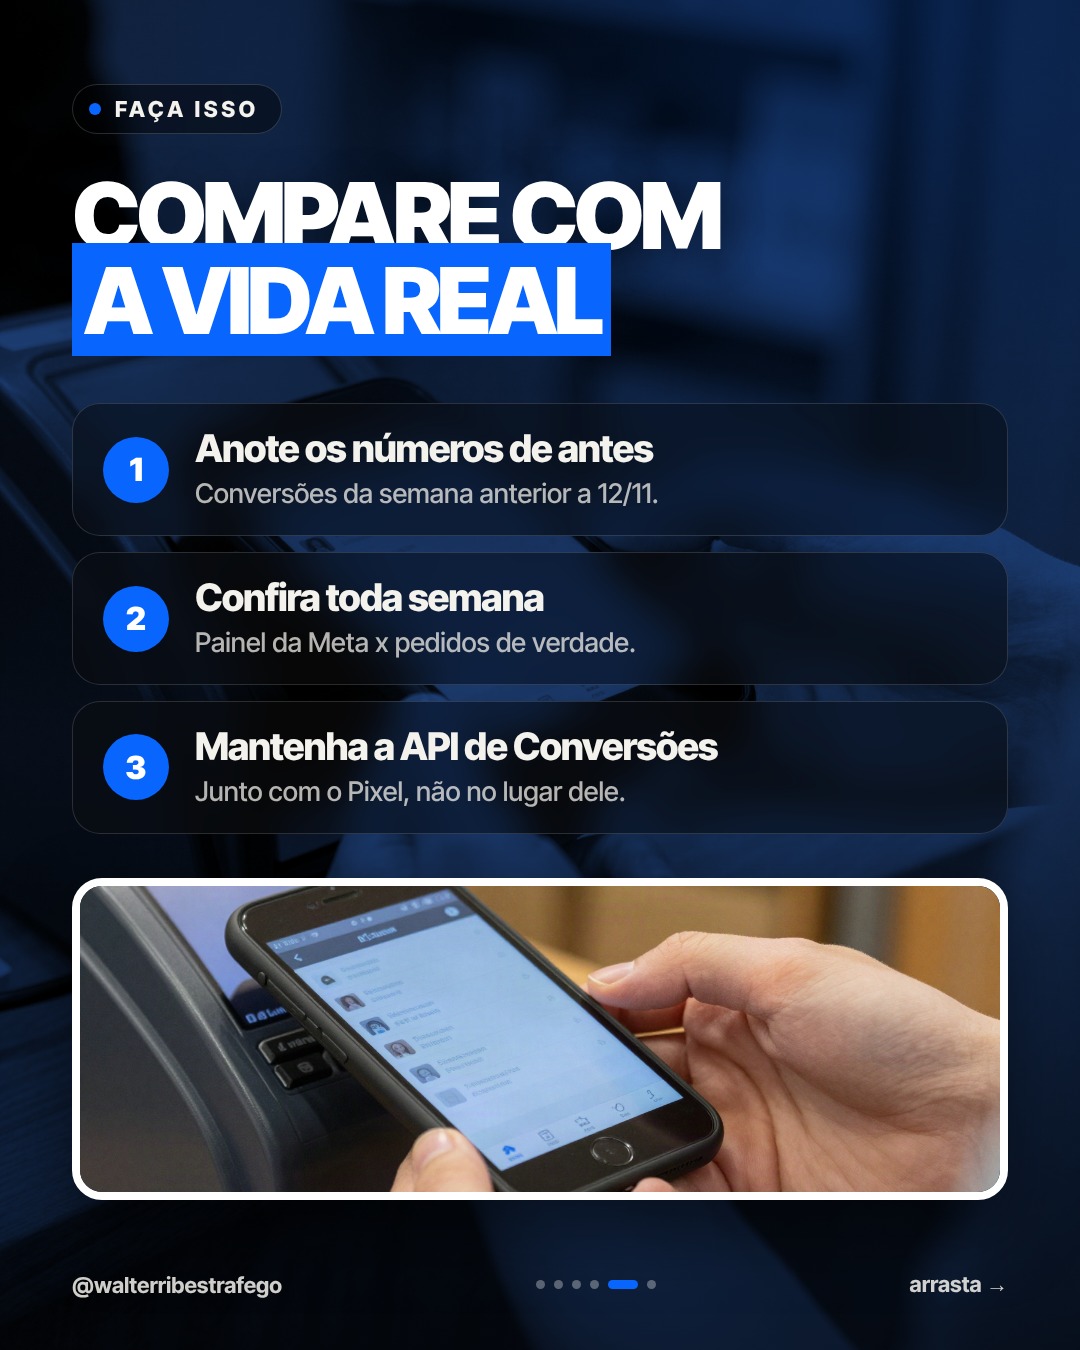 FAÇA ISSO
COMPARE COM
A VIDA REAL
1
Anote os números de antes
Conversões da semana anterior a 12/11.
2
Confira toda semana
Painel da Meta x pedidos de verdade.
3
Mantenha a API de Conversões
Junto com o Pixel, não no lugar dele.
@walterribestrafego
arrasta →